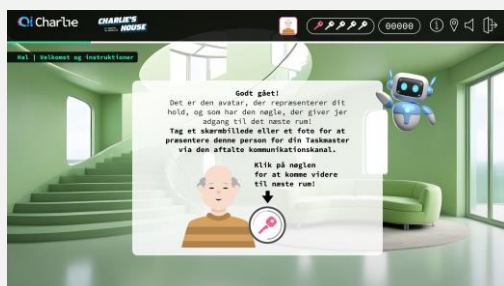 Qi Charlie
CHARLIE'S
HOUSE
00000
Hal | Velkomst og instruktioner
Godt gået!
Det er den avatar, der repræsenterer dit
hold, og som har den nøgle, der giver jer
adgang til det næste rum!
Tag et skærmbillede eller et foto for at
præsentere denne person for din Taskmaster
via den aftalte kommunikationskanal.
Klik på nøglen
for at komme videre
til næste rum!